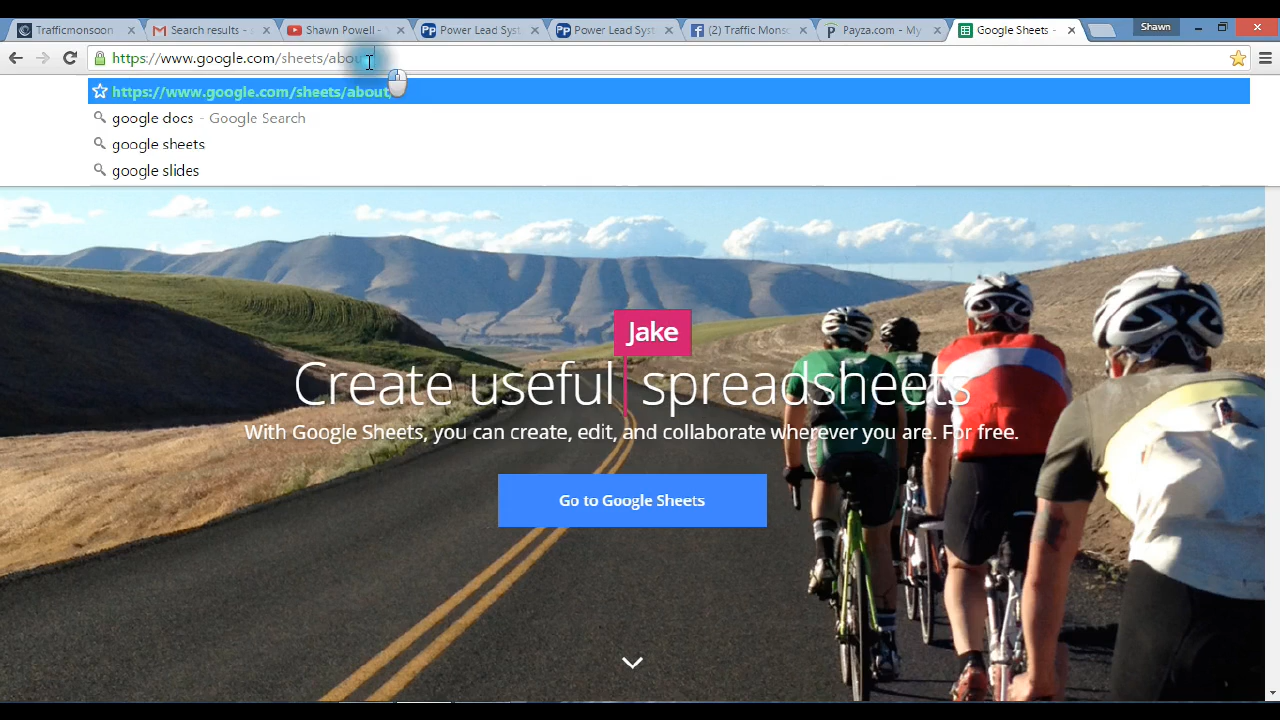 Trafficmonsoon
Search results -
Shawn Powell -
Power Lead Syst
Power Lead Syst
(2) Traffic Monso
Payza.com - My
Google Sheets -
Shawn
https://www.google.com/sheets/about
https://www.google.com/sheets/about/
google docs - Google Search
google sheets
google slides
Jake
Create useful spreadsheets
With Google Sheets, you can create, edit, and collaborate wherever you are. For free.
Go to Google Sheets